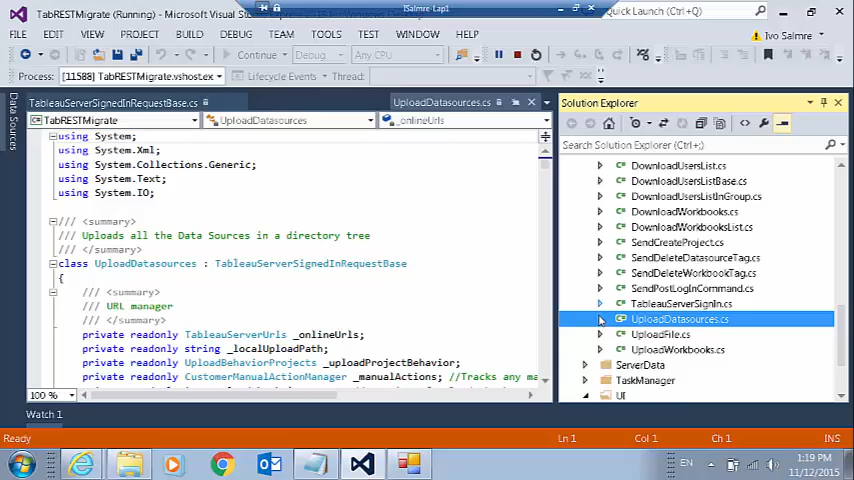 TabRESTMigrate (Running) - Microsoft Visual Studio
ISalmre-Lap1
Quick Launch (Ctrl+Q)
FILE EDIT VIEW PROJECT BUILD DEBUG TEAM TOOLS TEST WINDOW HELP
Ivo Salmre
Continue Debug Any CPU
Process: [11588] TabRESTMigrate.vshost.ex Lifecycle Events Thread:
Data Sources
TableauServerSignedInRequestBase.cs UploadDatasources.cs
TabRESTMigrate UploadDatasources _onlineUrls
using System;
using System.Xml;
using System.Collections.Generic;
using System.Text;
using System.IO;
/// <summary>
/// Uploads all the Data Sources in a directory tree
/// </summary>
class UploadDatasources : TableauServerSignedInRequestBase
{
/// <summary>
/// URL manager
/// </summary>
private readonly TableauServerUrls _onlineUrls;
private readonly string _localUploadPath;
private readonly UploadBehaviorProjects _uploadProjectBehavior;
private readonly CustomerManualActionManager _manualActions; //Tracks any ma
100 %
Watch 1
Solution Explorer
Search Solution Explorer (Ctrl+;)
DownloadUsersList.cs
DownloadUsersListBase.cs
DownloadUsersListInGroup.cs
DownloadWorkbooks.cs
DownloadWorkbooksList.cs
SendCreateProject.cs
SendDeleteDatasourceTag.cs
SendDeleteWorkbookTag.cs
SendPostLogInCommand.cs
TableauServerSignIn.cs
UploadDatasources.cs
UploadFile.cs
UploadWorkbooks.cs
ServerData
TaskManager
UI
Ready Ln 1 Col 1 Ch 1 INS
EN 1:19 PM
11/12/2015